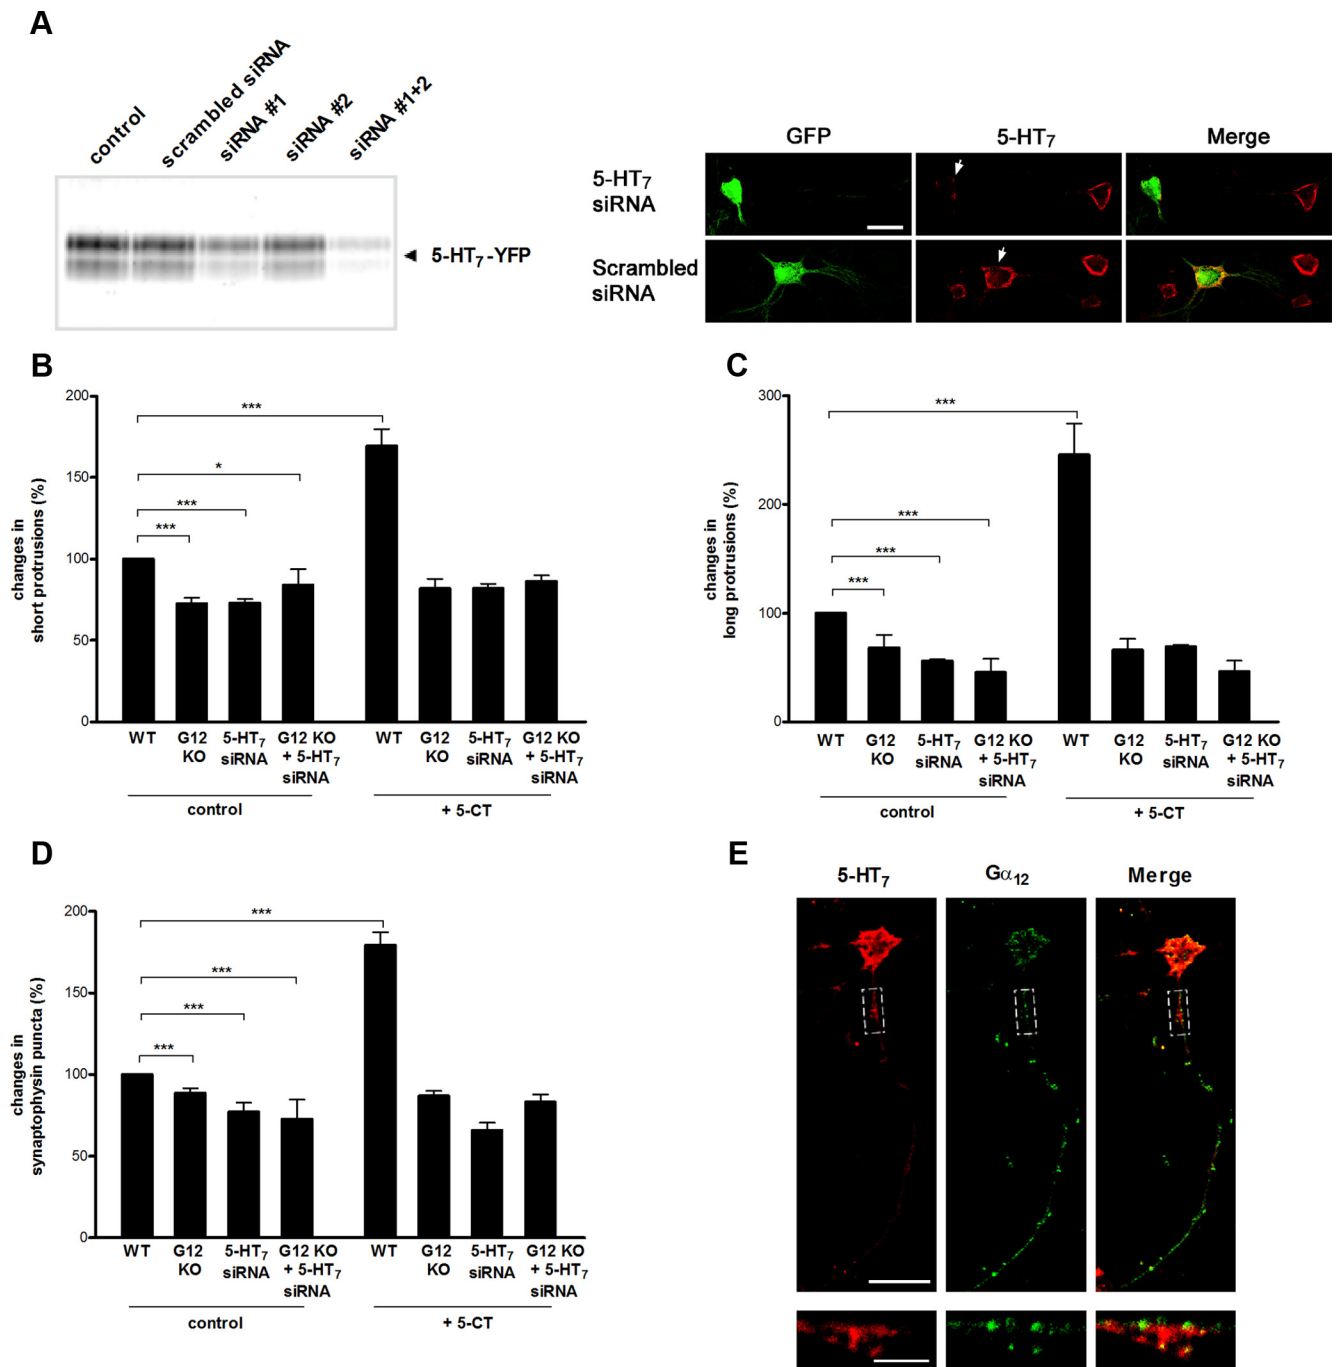 A
control
scrambled siRNA
siRNA #1
siRNA #2
siRNA #1+2
5-HT7-YFP
GFP
5-HT7
Merge
5-HT7
siRNA
Scrambled
siRNA
B
changes in
short protrusions (%)
200
150
100
50
0
***
*
***
***
WT
G12
KO
5-HT7
siRNA
G12 KO
+ 5-HT7
siRNA
WT
G12
KO
5-HT7
siRNA
G12 KO
+ 5-HT7
siRNA
control
+ 5-CT
C
changes in
long protrusions (%)
300
200
100
0
***
***
***
***
WT
G12
KO
5-HT7
siRNA
G12 KO
+ 5-HT7
siRNA
WT
G12
KO
5-HT7
siRNA
G12 KO
+ 5-HT7
siRNA
control
+ 5-CT
D
changes in
synaptophysin puncta (%)
200
150
100
50
0
***
***
***
***
WT
G12
KO
5-HT7
siRNA
G12 KO
+ 5-HT7
siRNA
WT
G12
KO
5-HT7
siRNA
G12 KO
+ 5-HT7
siRNA
control
+ 5-CT
E
5-HT7
Gα12
Merge